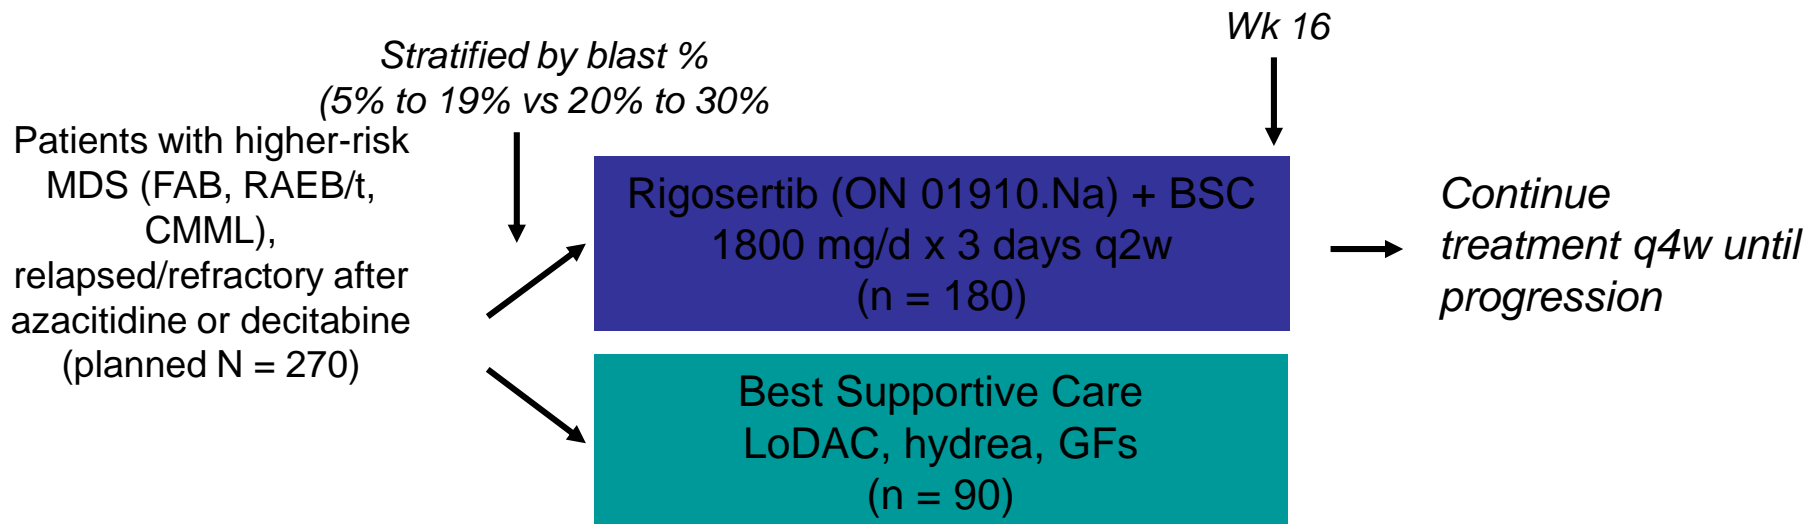 Wk 16
Stratified by blast %
(5% to 19% vs 20% to 30%
Patients with higher-risk
MDS (FAB, RAEB/t,
CMML),
relapsed/refractory after
azacitidine or decitabine
(planned N = 270)
Rigosertib (ON 01910.Na) + BSC
1800 mg/d x 3 days q2w
(n = 180)
Continue
treatment q4w until
progression
Best Supportive Care
LoDAC, hydrea, GFs
(n = 90)